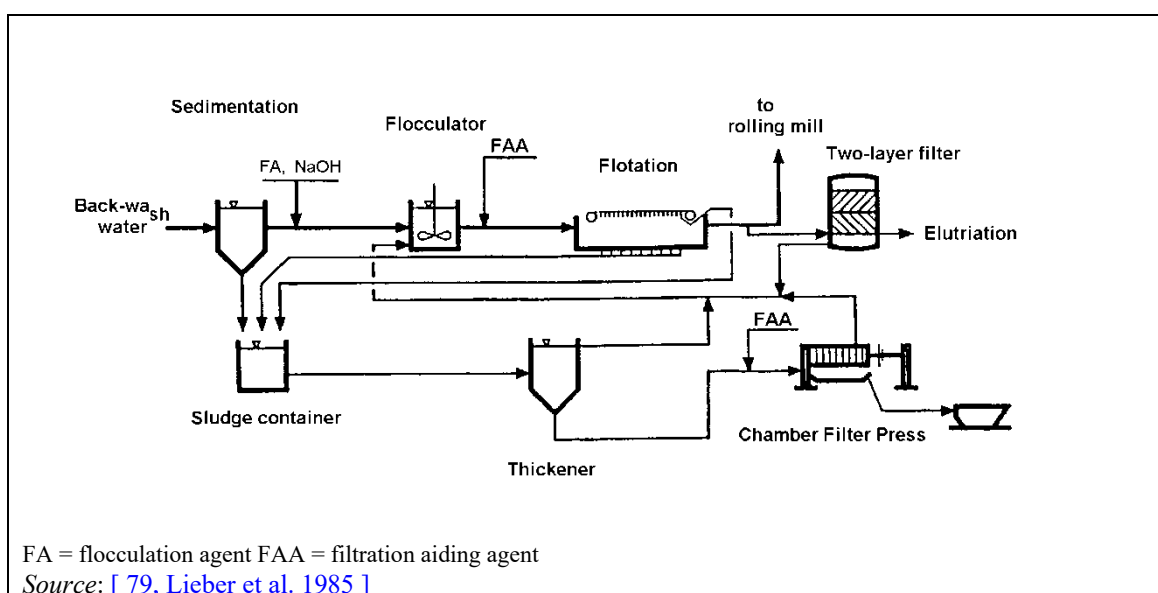 Sedimentation
to
rolling mill
Flocculator
FAA
Two-layer filter
FA, NaOH
Flotation
Back-wash
water
Elutriation
FAA
Sludge container
Chamber Filter Press
Thickener
FA = flocculation agent FAA = filtration aiding agent
Source: [ 79, Lieber et al. 1985 ]